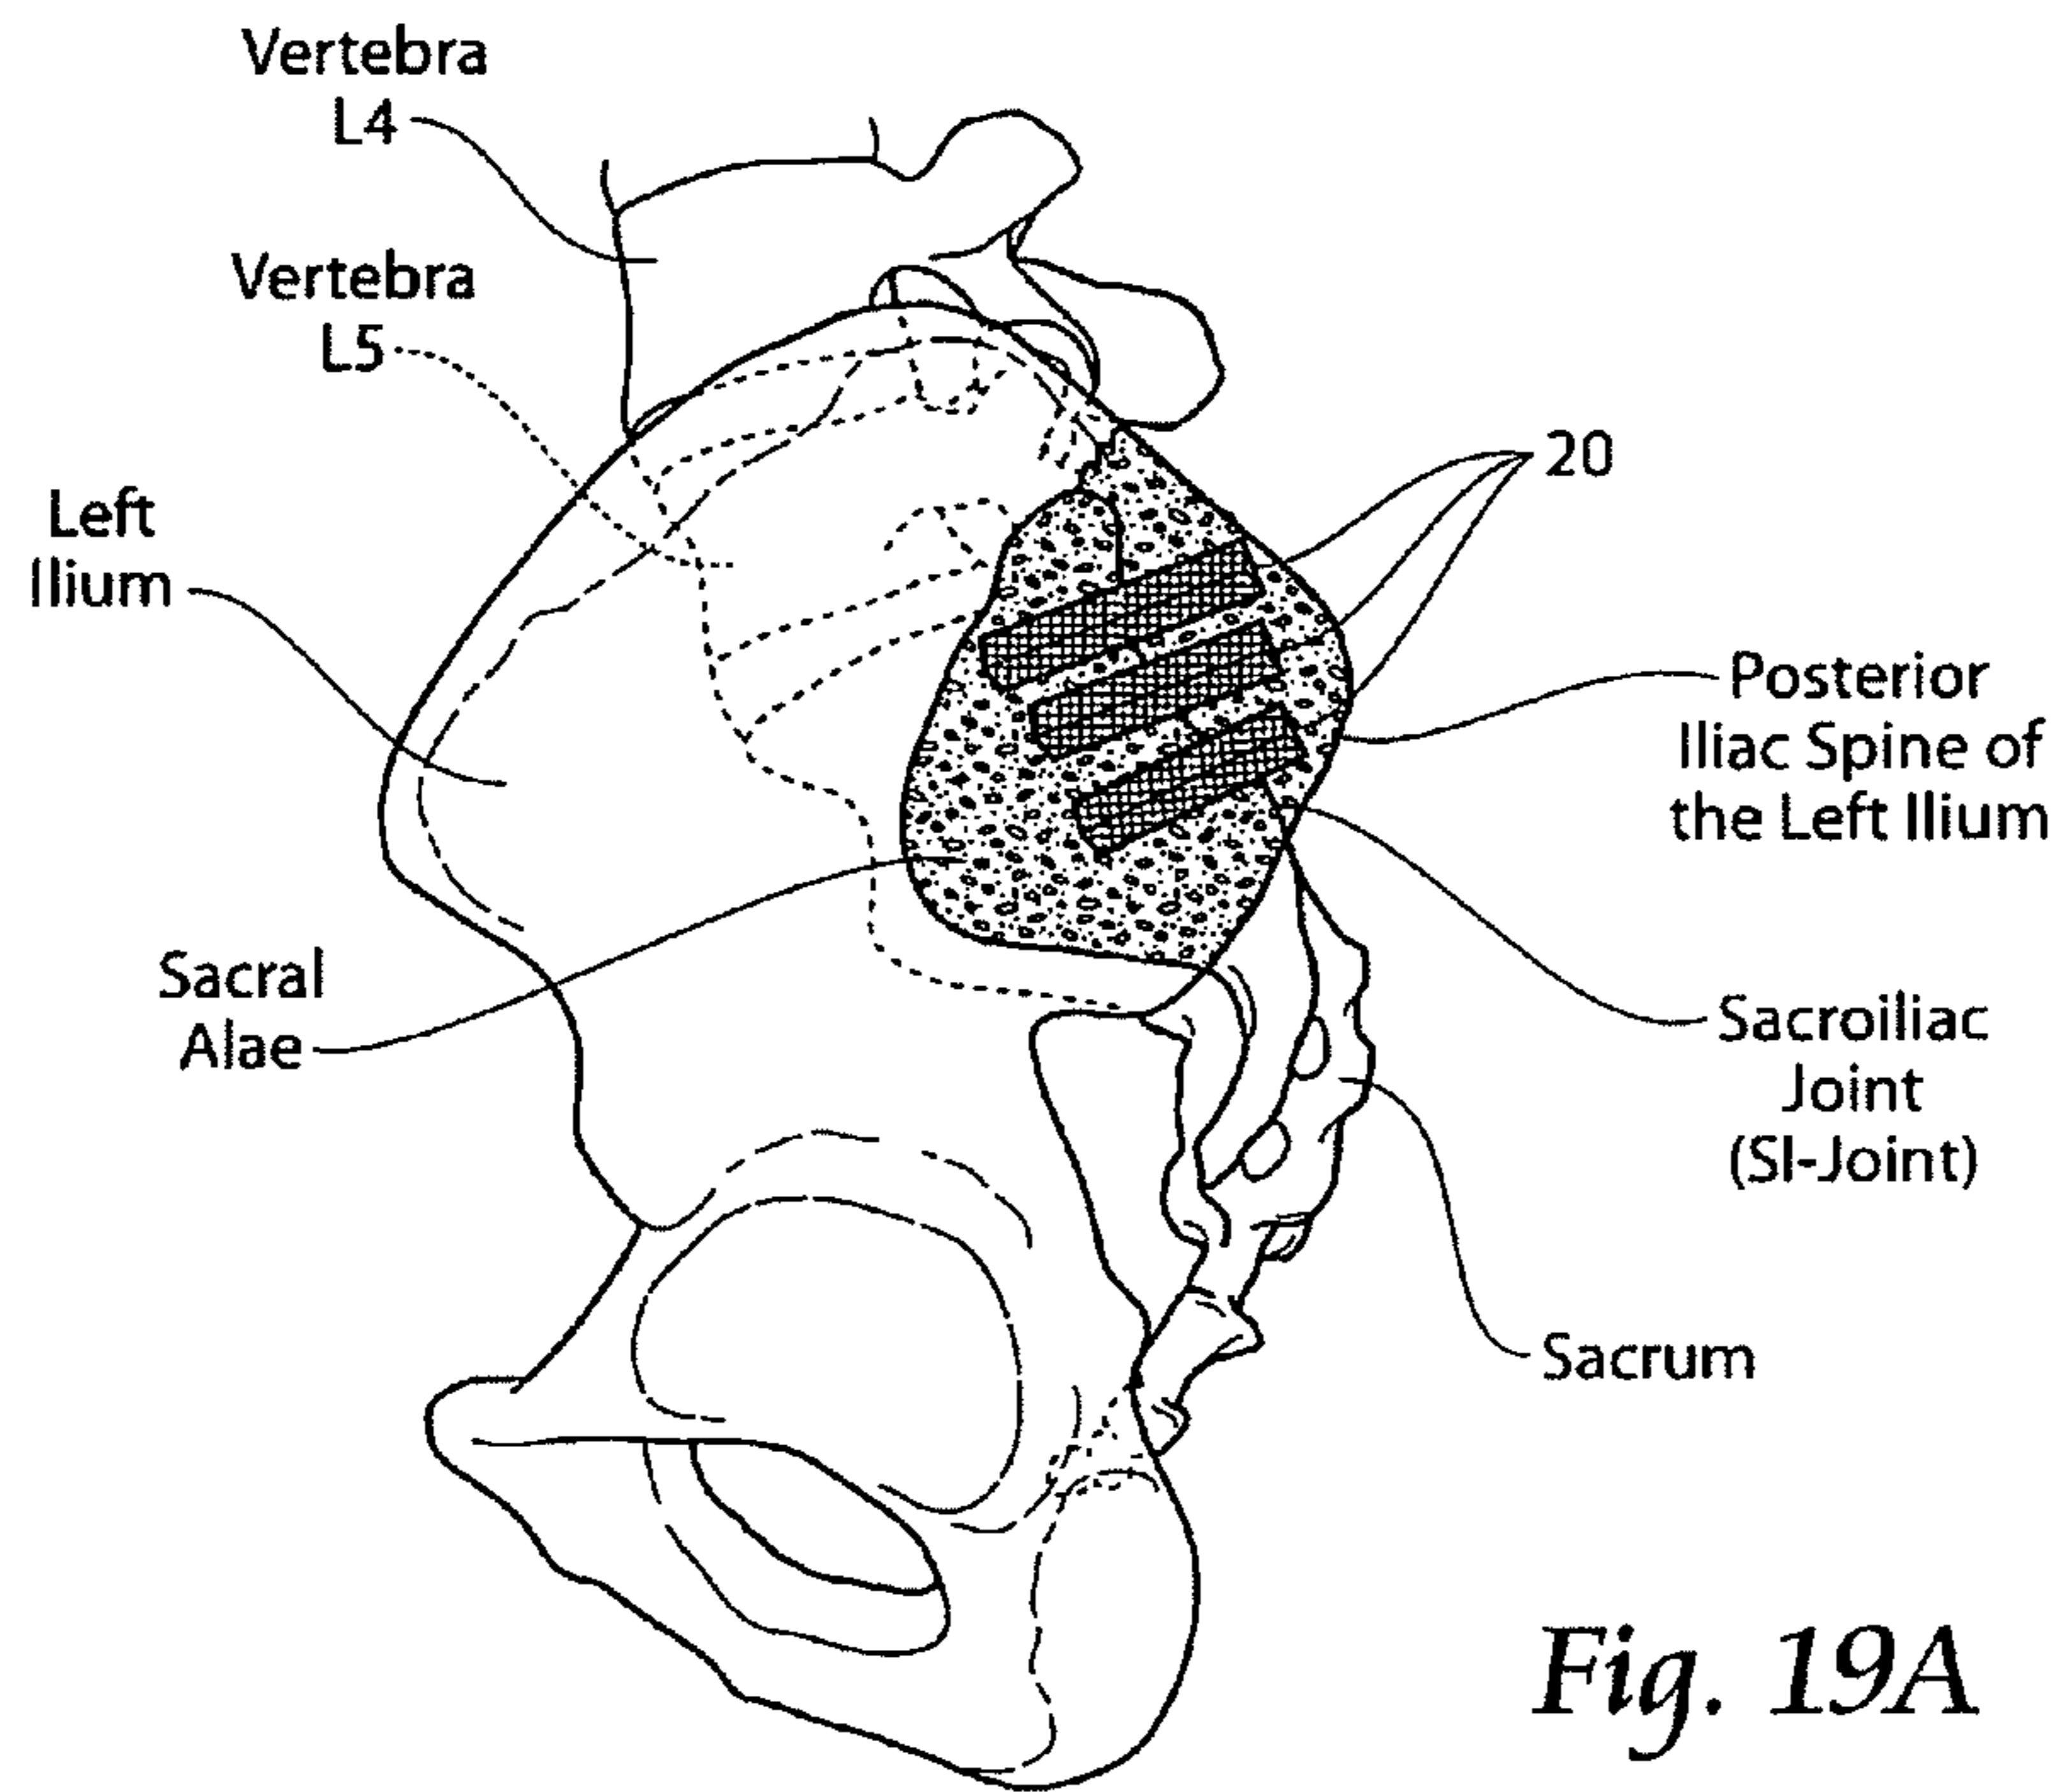 Vertebra
L4
Vertebra
L5
Left
Ilium
20
Posterior
Iliac Spine of
the Left Ilium
Sacral
Alae
Sacroiliac
Joint
(SI-Joint)
Sacrum
Fig. 19A